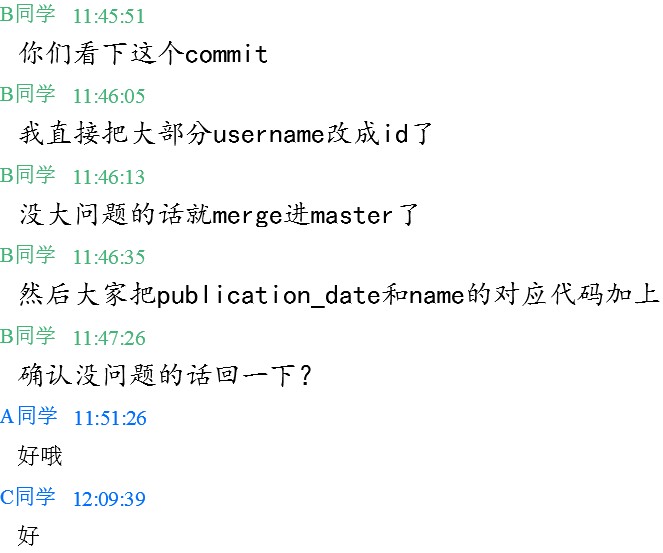 B同学 11:45:51
你们看下这个commit
B同学 11:46:05
我直接把大部分username改成id了
B同学 11:46:13
没大问题的话就merge进master了
B同学 11:46:35
然后大家把publication_date和name的对应代码加上
B同学 11:47:26
确认没问题的话回一下?
A同学 11:51:26
好哦
C同学 12:09:39
好